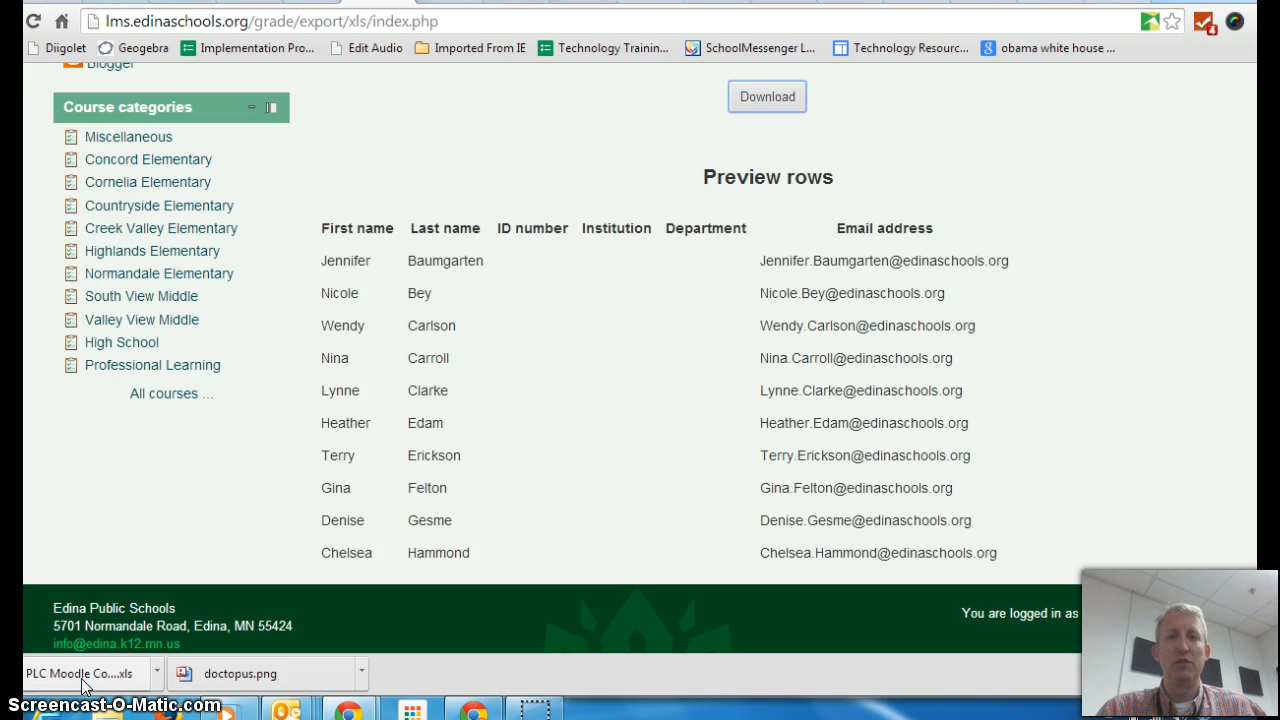 lms.edinaschools.org/grade/export/xls/index.php
4
Diigolet Geogebra Implementation Pro... Edit Audio Imported From IE Technology Trainin... SchoolMessenger L... Technology Resourc... obama white house ...
Blogger
Download
Course categories
Miscellaneous
Concord Elementary
Cornelia Elementary
Countryside Elementary
Creek Valley Elementary
Highlands Elementary
Normandale Elementary
South View Middle
Valley View Middle
High School
Professional Learning
All courses ...
Preview rows
First name Last name ID number Institution Department Email address
Jennifer Baumgarten Jennifer.Baumgarten@edinaschools.org
Nicole Bey Nicole.Bey@edinaschools.org
Wendy Carlson Wendy.Carlson@edinaschools.org
Nina Carroll Nina.Carroll@edinaschools.org
Lynne Clarke Lynne.Clarke@edinaschools.org
Heather Edam Heather.Edam@edinaschools.org
Terry Erickson Terry.Erickson@edinaschools.org
Gina Felton Gina.Felton@edinaschools.org
Denise Gesme Denise.Gesme@edinaschools.org
Chelsea Hammond Chelsea.Hammond@edinaschools.org
Edina Public Schools
5701 Normandale Road, Edina, MN 55424
info@edina.k12.mn.us
You are logged in as
PLC Moodle Co....xls doctopus.png
Screencast-O-Matic.com